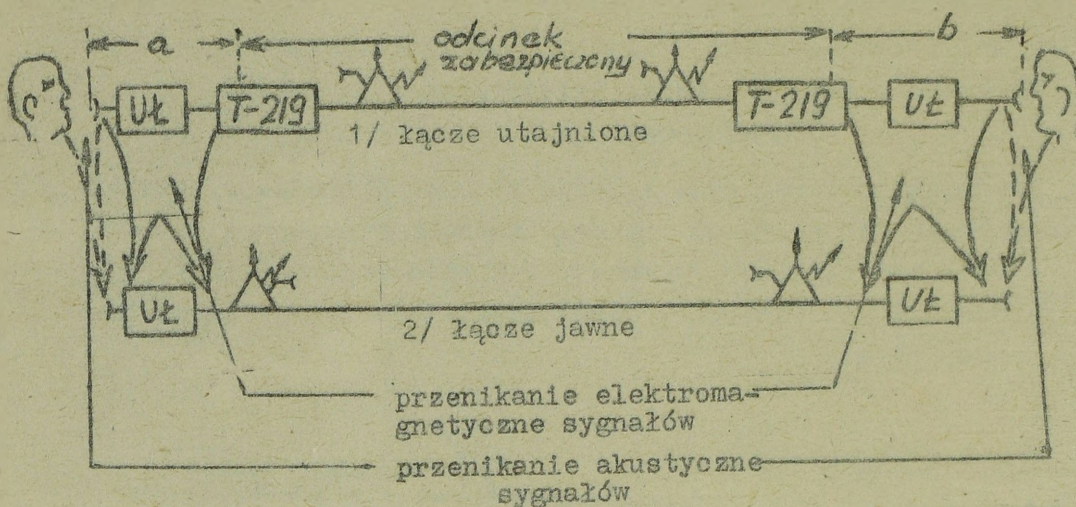 a odcinek b
zabezpieczony
UŁ T-219 T-219 UŁ
1/ łącze utajnione
UŁ UŁ
2/ łącze jawne
przenikanie elektroma-
gnetyczne sygnałów
przenikanie akustyczne
sygnałów